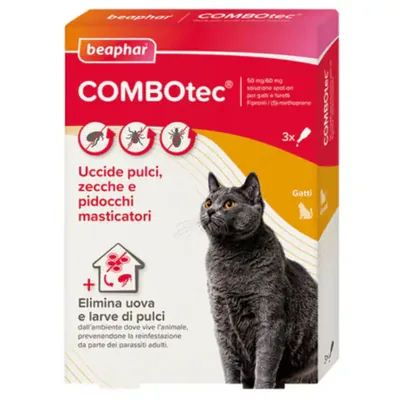 beaphar
COMBOtec®
50 mg/60 mg
soluzione spot-on
per gatti e furetti
Fipronil / (S)-methoprene
3x
Uccide pulci,
zecche e
pidocchi
masticatori
Gatti
+
Elimina uova
e larve di pulci
dall'ambiente dove vive l'animale,
prevenendone la reinfestazione
da parte dei parassiti adulti.
3x
beaphar
COMBOtec®